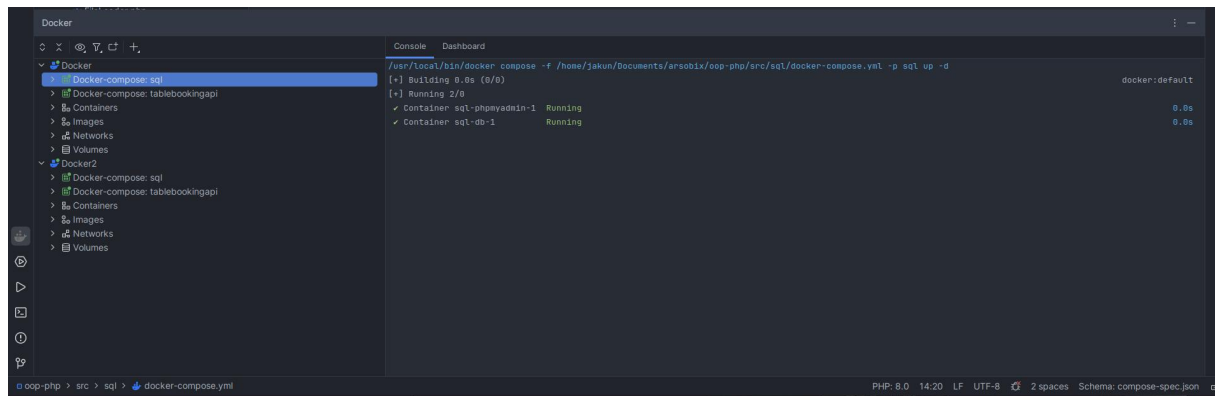 Docker
Console Dashboard
Docker
Docker-compose: sql
Docker-compose: tablebookingapi
Containers
Images
Networks
Volumes
Docker2
Docker-compose: sql
Docker-compose: tablebookingapi
Containers
Images
Networks
Volumes
/usr/local/bin/docker compose -f /home/jakun/Documents/arsobix/oop-php/src/sql/docker-compose.yml -p sql up -d
[+] Building 0.0s (0/0) docker:default
[+] Running 2/0
✔ Container sql-phpmyadmin-1 Running 0.0s
✔ Container sql-db-1 Running 0.0s
oop-php > src > sql > docker-compose.yml PHP: 8.0 14:20 LF UTF-8 2 spaces Schema: compose-spec.json